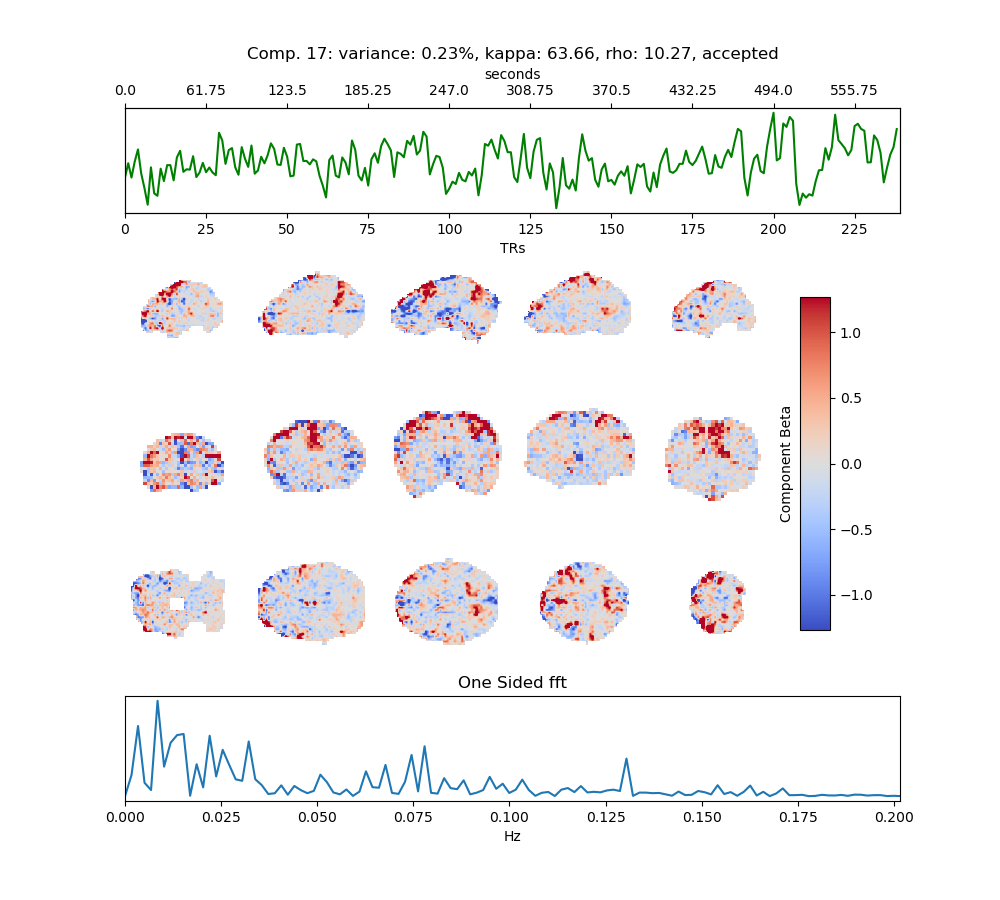 Comp. 17: variance: 0.23%, kappa: 63.66, rho: 10.27, accepted
seconds
0.0 61.75 123.5 185.25 247.0 308.75 370.5 432.25 494.0 555.75
0 25 50 75 100 125 150 175 200 225
TRs
1.0
0.5
0.0
−0.5
−1.0
Component Beta
One Sided fft
0.000 0.025 0.050 0.075 0.100 0.125 0.150 0.175 0.200
Hz